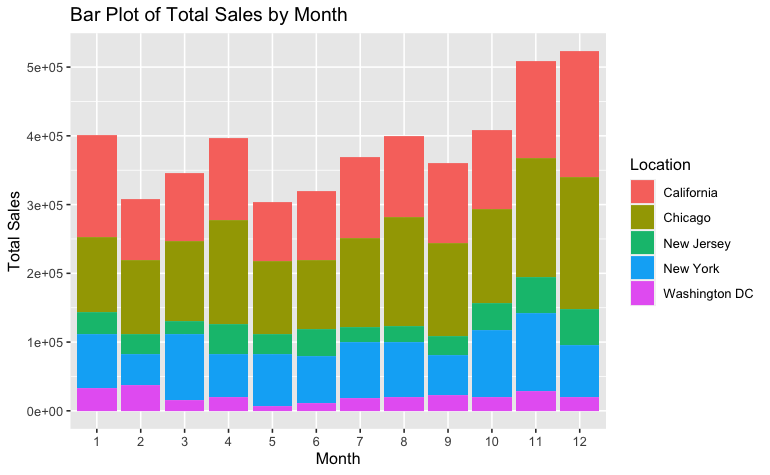 Bar Plot of Total Sales by Month
Total Sales
5e+05
4e+05
3e+05
2e+05
1e+05
0e+00
1 2 3 4 5 6 7 8 9 10 11 12
Month
Location
California
Chicago
New Jersey
New York
Washington DC